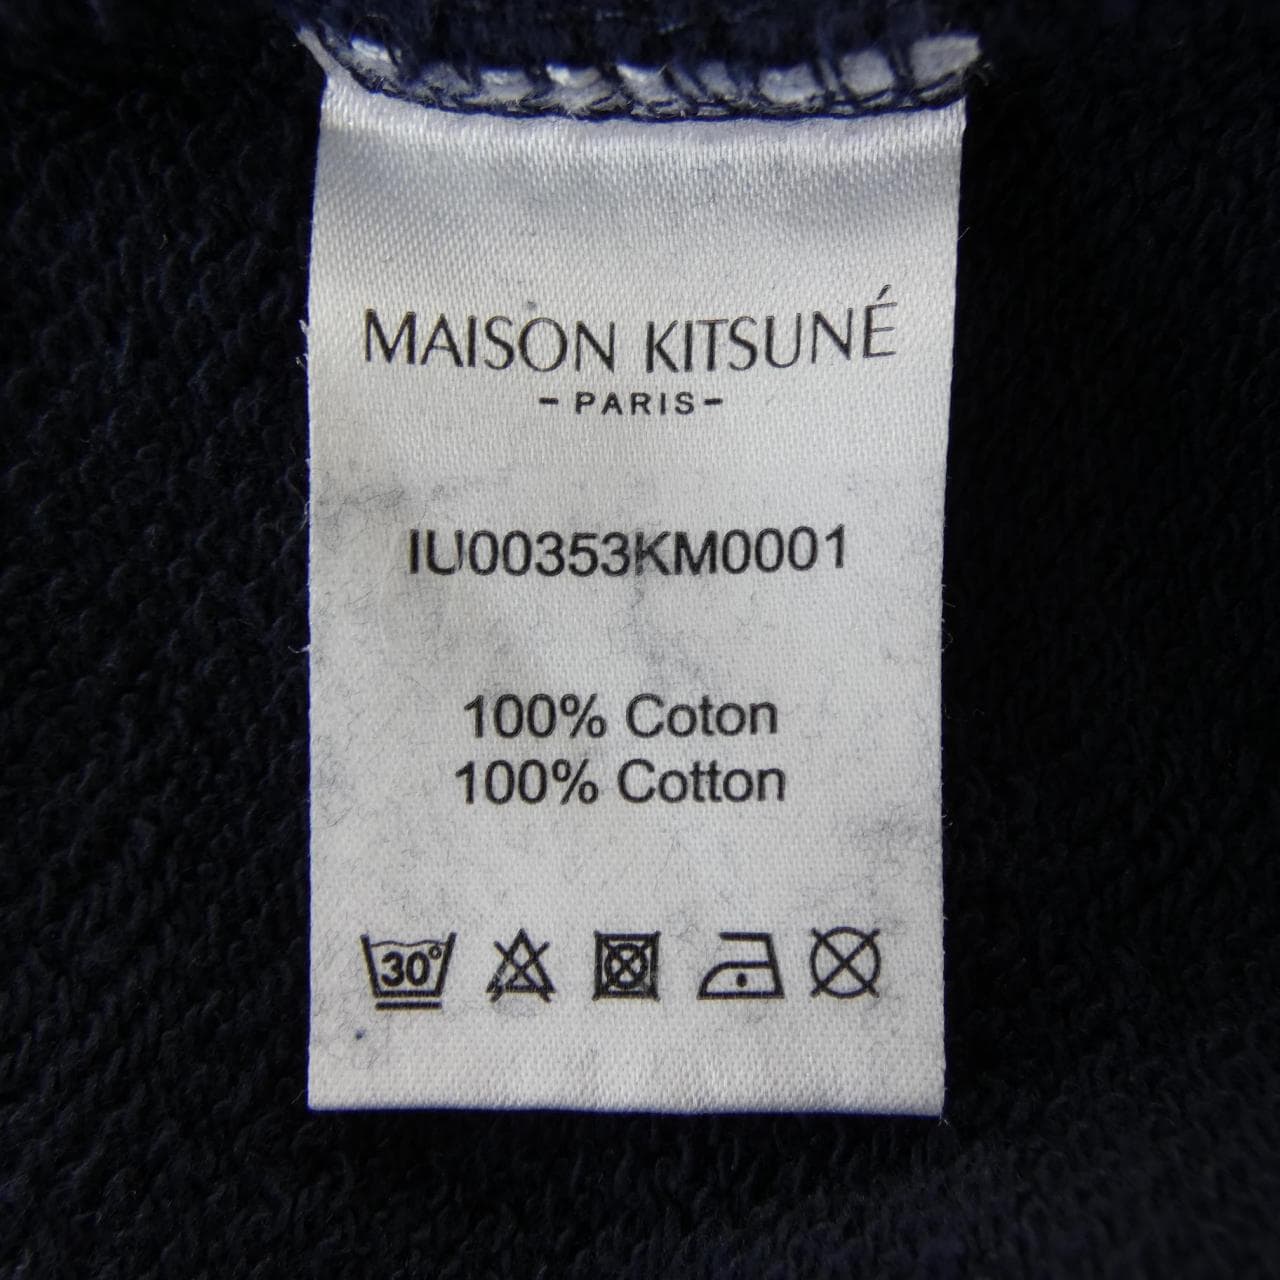 MAISON KITSUNÉ
- PARIS -
IU00353KM0001
100% Coton
100% Cotton
30°